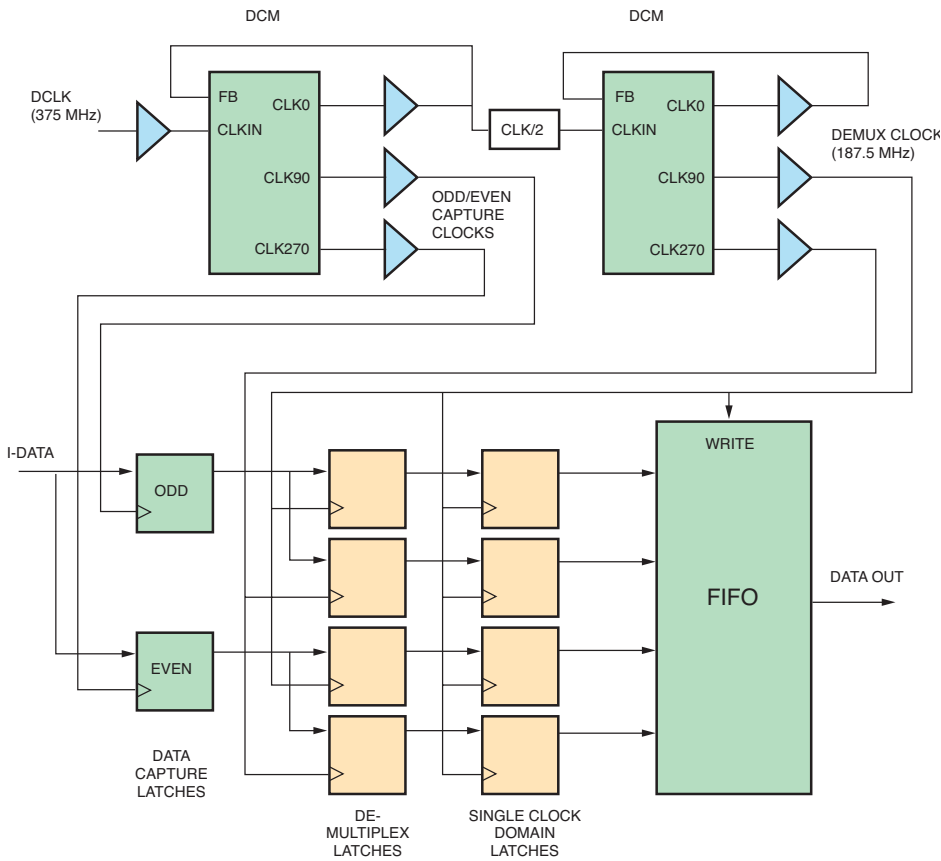 DCM
DCM
DCLK
(375 MHz)
FB
CLKIN
CLK0
CLK90
CLK270
CLK/2
FB
CLKIN
CLK0
CLK90
CLK270
DEMUX CLOCK
(187.5 MHz)
ODD/EVEN
CAPTURE
CLOCKS
I-DATA
ODD
EVEN
WRITE
FIFO
DATA OUT
DATA
CAPTURE
LATCHES
DE-
MULTIPLEX
LATCHES
SINGLE CLOCK
DOMAIN
LATCHES